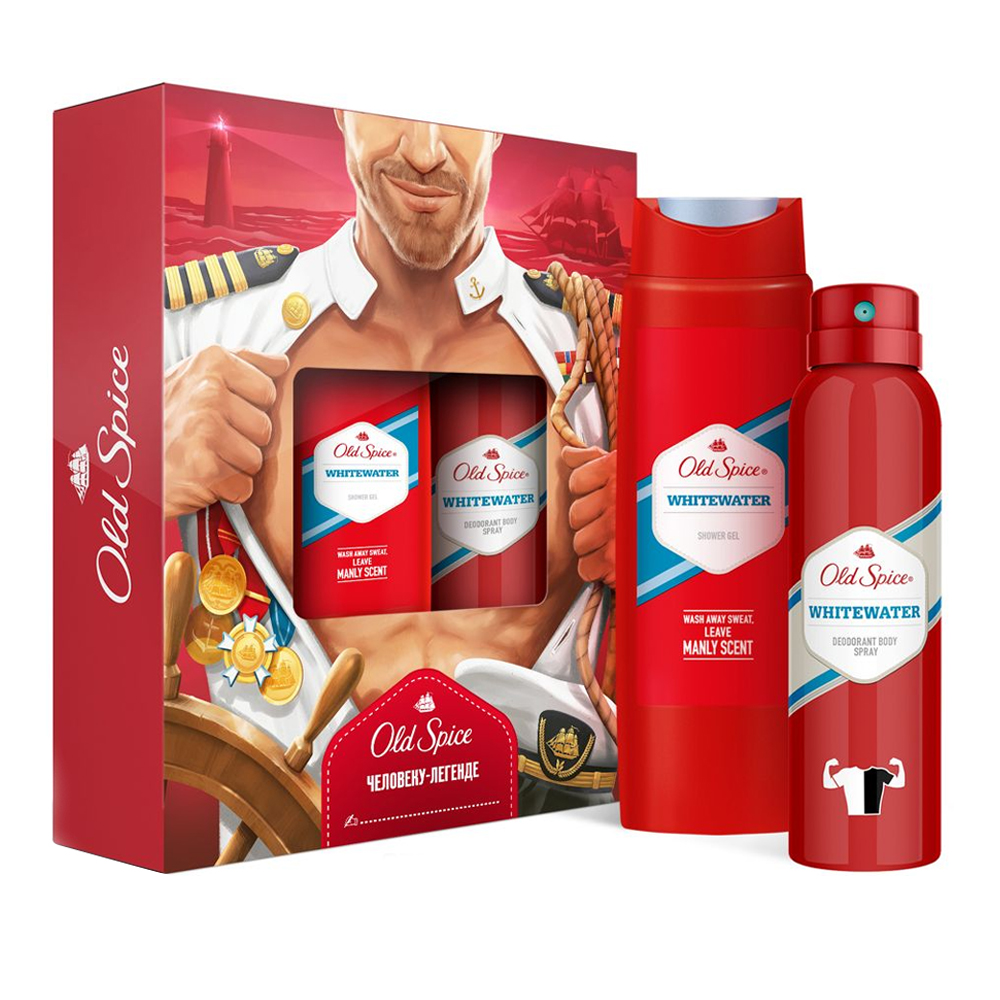 Old Spice
Old Spice®
WHITEWATER
SHOWER GEL
WASH AWAY SWEAT,
LEAVE
MANLY SCENT
Old Spice®
WHITEWATER
DEODORANT BODY
SPRAY
Old Spice
ЧЕЛОВЕКУ-ЛЕГЕНДЕ
Old Spice®
WHITEWATER
SHOWER GEL
WASH AWAY SWEAT,
LEAVE
MANLY SCENT
Old Spice®
WHITEWATER
DEODORANT BODY
SPRAY